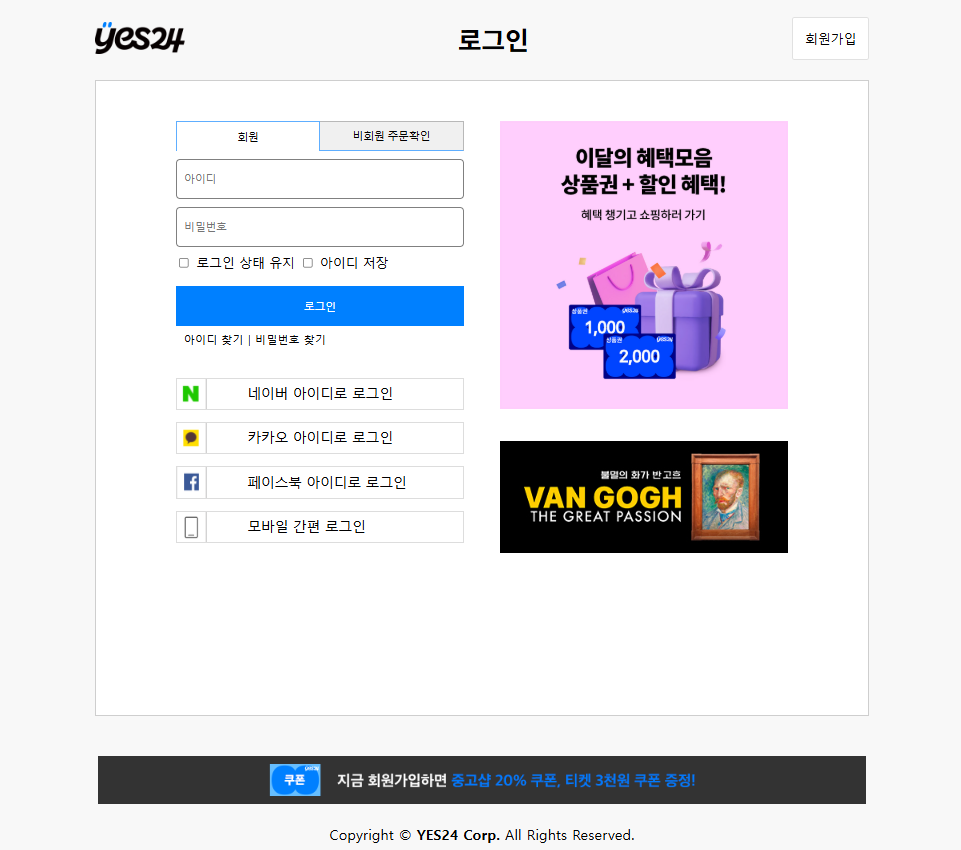 yes24
로그인
회원가입
회원
비회원 주문확인
아이디
비밀번호
로그인 상태 유지 아이디 저장
로그인
아이디 찾기 | 비밀번호 찾기
네이버 아이디로 로그인
카카오 아이디로 로그인
페이스북 아이디로 로그인
모바일 간편 로그인
이달의 혜택모음
상품권 + 할인 혜택!
혜택 챙기고 쇼핑하러 가기
상품권 yes24
1,000
상품권 yes24
2,000
불멸의 화가 반 고흐
VAN GOGH
THE GREAT PASSION
yes24
쿠폰
지금 회원가입하면 중고샵 20% 쿠폰, 티켓 3천원 쿠폰 증정!
Copyright © YES24 Corp. All Rights Reserved.